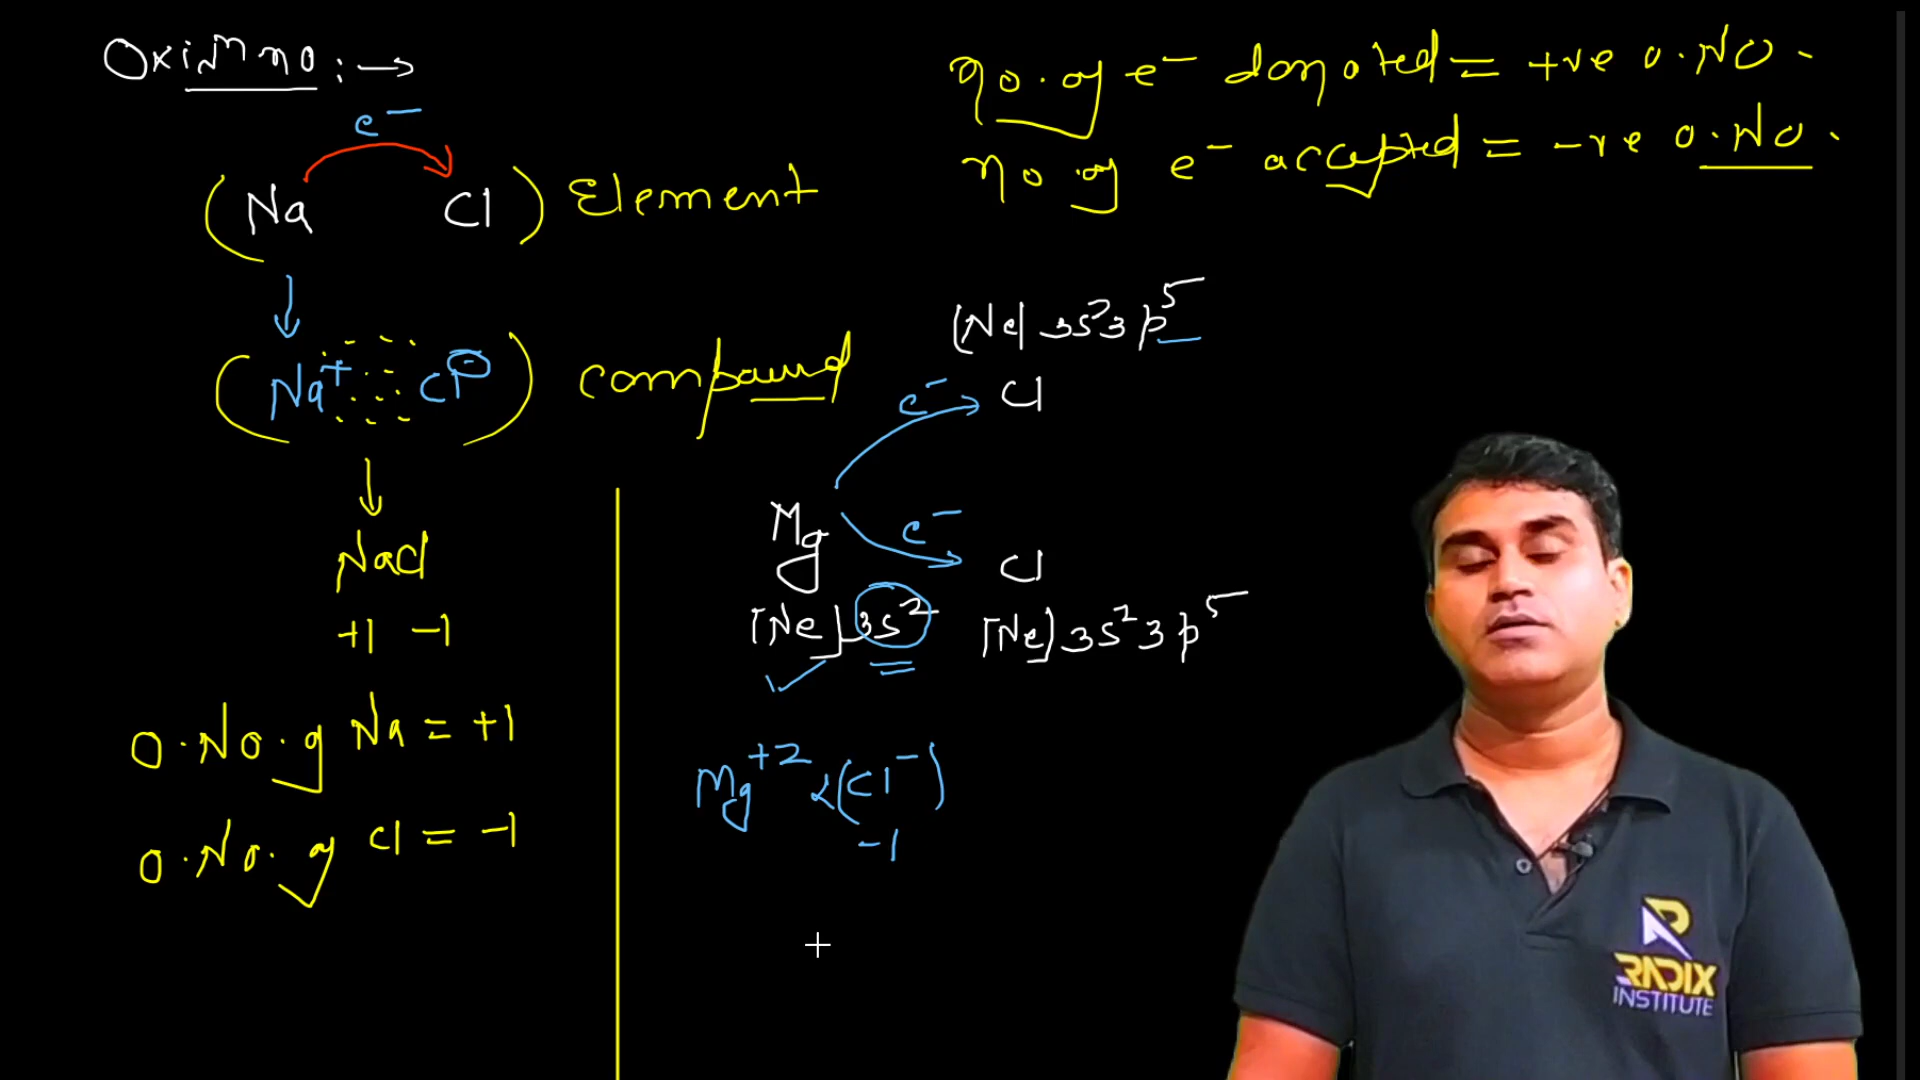 Oxiⁿ no :→
no. of e⁻ donated = +ve O.NO.
no. of e⁻ accepted = -ve O.NO.
e⁻
(Na Cl) Element
(Na⁺ Cl⁻) compound
NaCl
+1 -1
O.No. of Na = +1
O.No. of Cl = -1
[Ne] 3s² 3p⁵
e⁻ Cl
Mg e⁻ Cl
[Ne] 3s² [Ne] 3s² 3p⁵
Mg⁺² 2(Cl⁻)
-1
RADIX
INSTITUTE